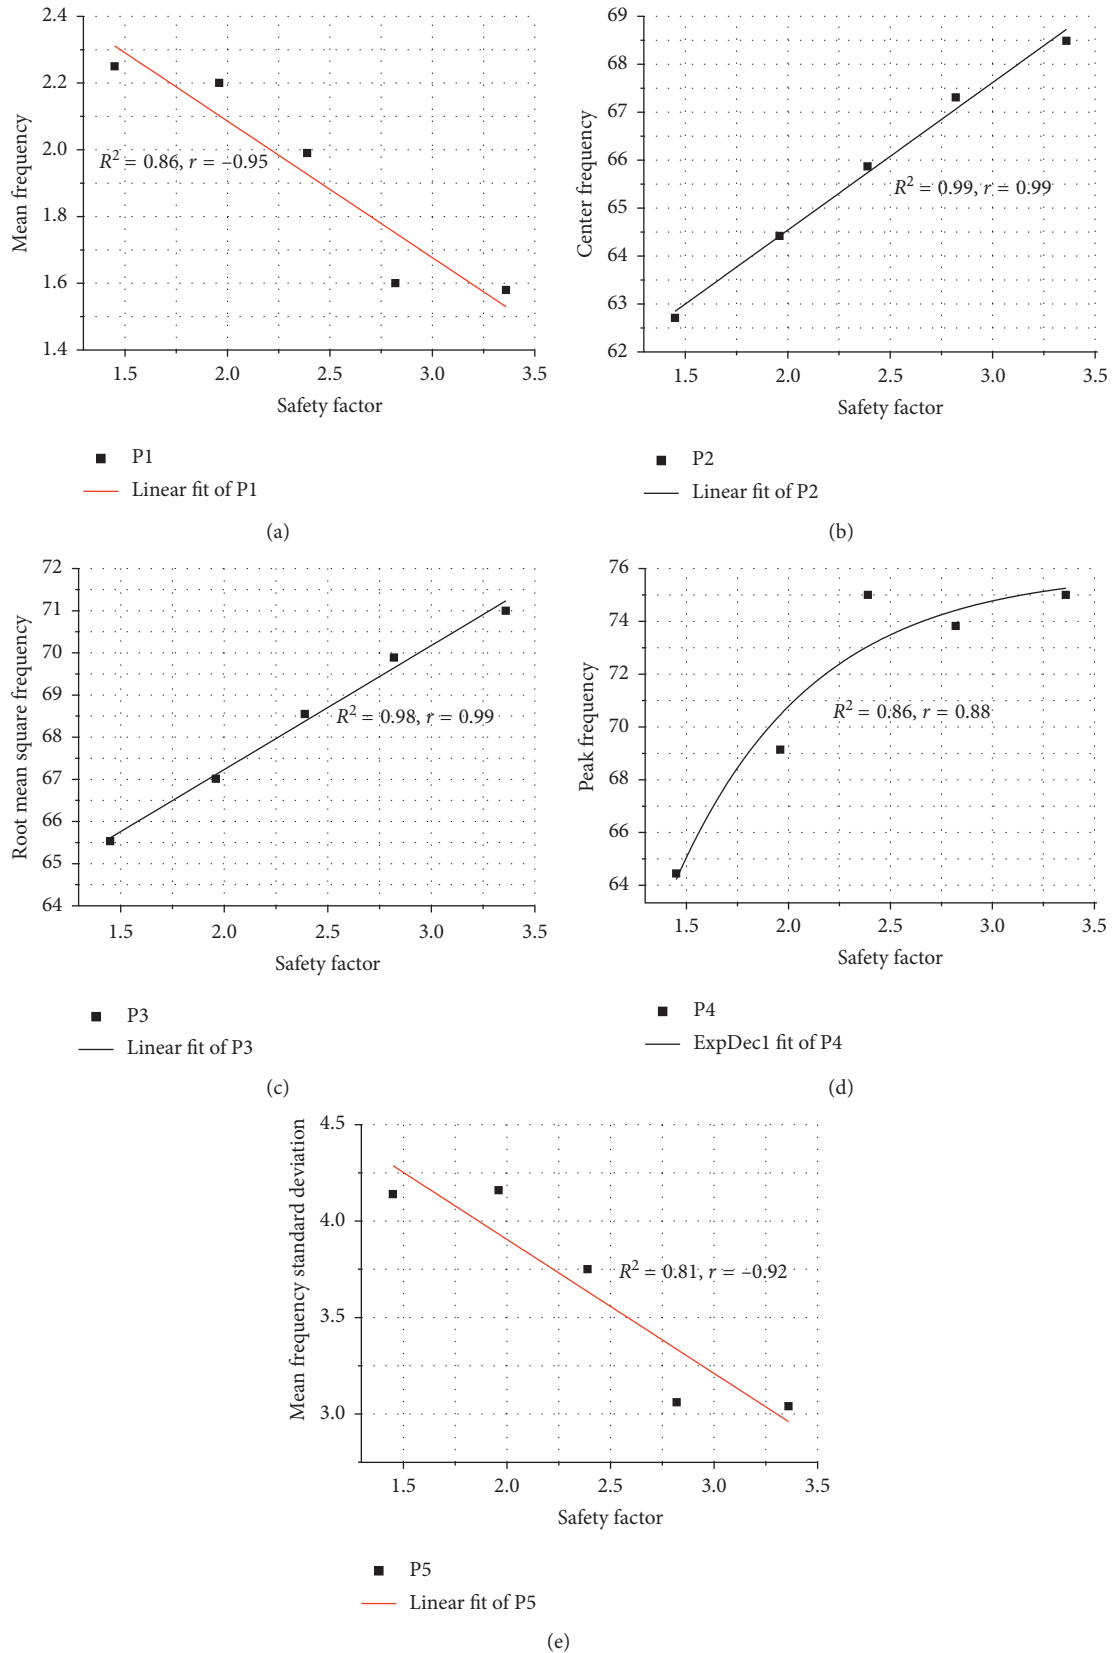 2.4
2.2
2.0
1.8
1.6
1.4
Mean frequency
R² = 0.86, r = –0.95
1.5 2.0 2.5 3.0 3.5
Safety factor
P1
Linear fit of P1
(a)
69
68
67
66
65
64
63
62
Center frequency
R² = 0.99, r = 0.99
1.5 2.0 2.5 3.0 3.5
Safety factor
P2
Linear fit of P2
(b)
72
71
70
69
68
67
66
65
64
Root mean square frequency
R² = 0.98, r = 0.99
1.5 2.0 2.5 3.0 3.5
Safety factor
P3
Linear fit of P3
(c)
76
74
72
70
68
66
64
Peak frequency
R² = 0.86, r = 0.88
1.5 2.0 2.5 3.0 3.5
Safety factor
P4
ExpDec1 fit of P4
(d)
4.5
4.0
3.5
3.0
Mean frequency standard deviation
R² = 0.81, r = –0.92
1.5 2.0 2.5 3.0 3.5
Safety factor
P5
Linear fit of P5
(e)